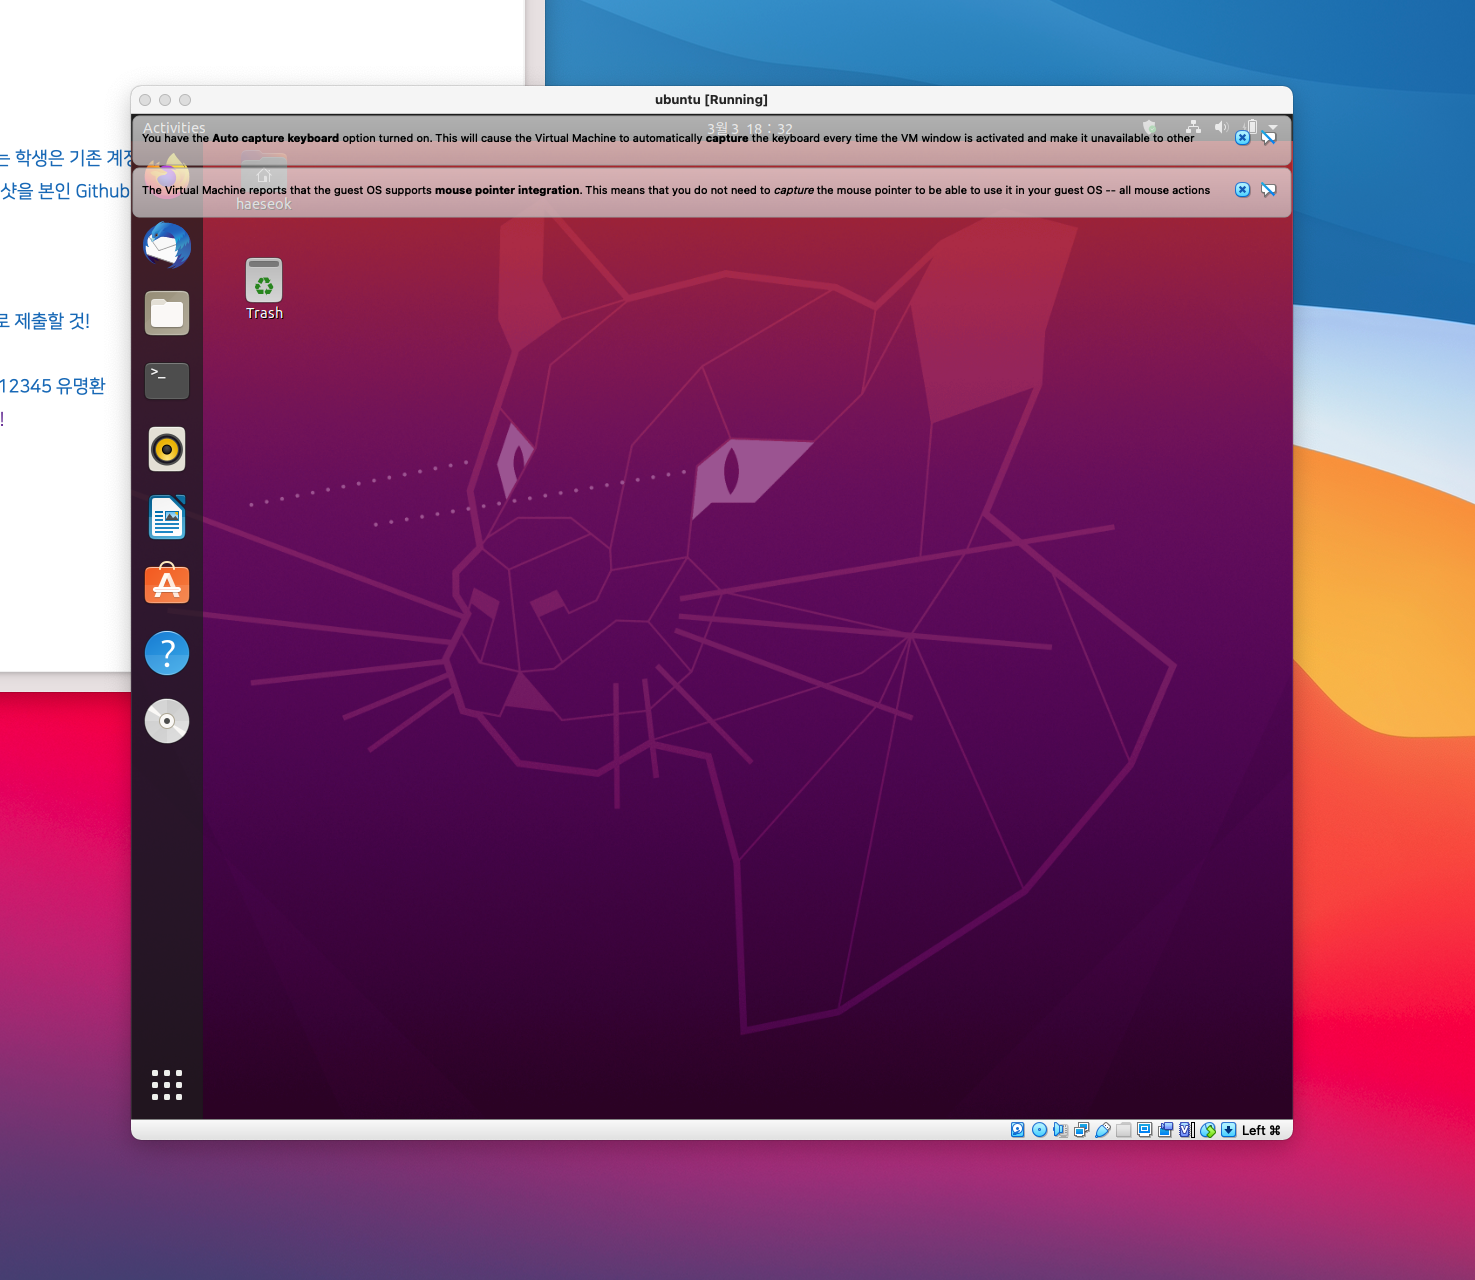 ubuntu [Running]
Activities
3월 3 18 : 32
You have the Auto capture keyboard option turned on. This will cause the Virtual Machine to automatically capture the keyboard every time the VM window is activated and make it unavailable to other
는 학생은 기존 계정
The Virtual Machine reports that the guest OS supports mouse pointer integration. This means that you do not need to capture the mouse pointer to be able to use it in your guest OS -- all mouse actions
샷을 본인 Github
haeseok
Trash
로 제출할 것!
12345 유명환
!
Left ⌘